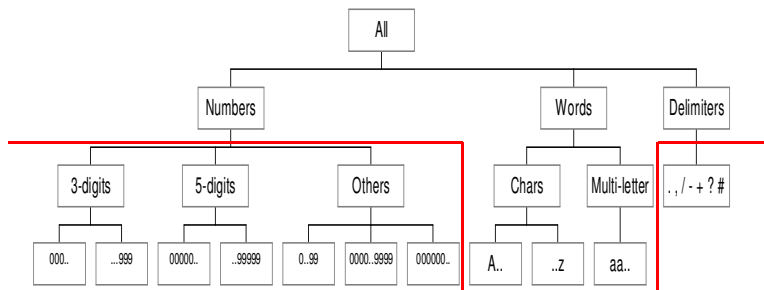 All
Numbers Words Delimiters
3-digits 5-digits Others Chars Multi-letter . , / - + ? #
000.. ...999 00000.. ..99999 0..99 0000..9999 000000.. A.. ..z aa..